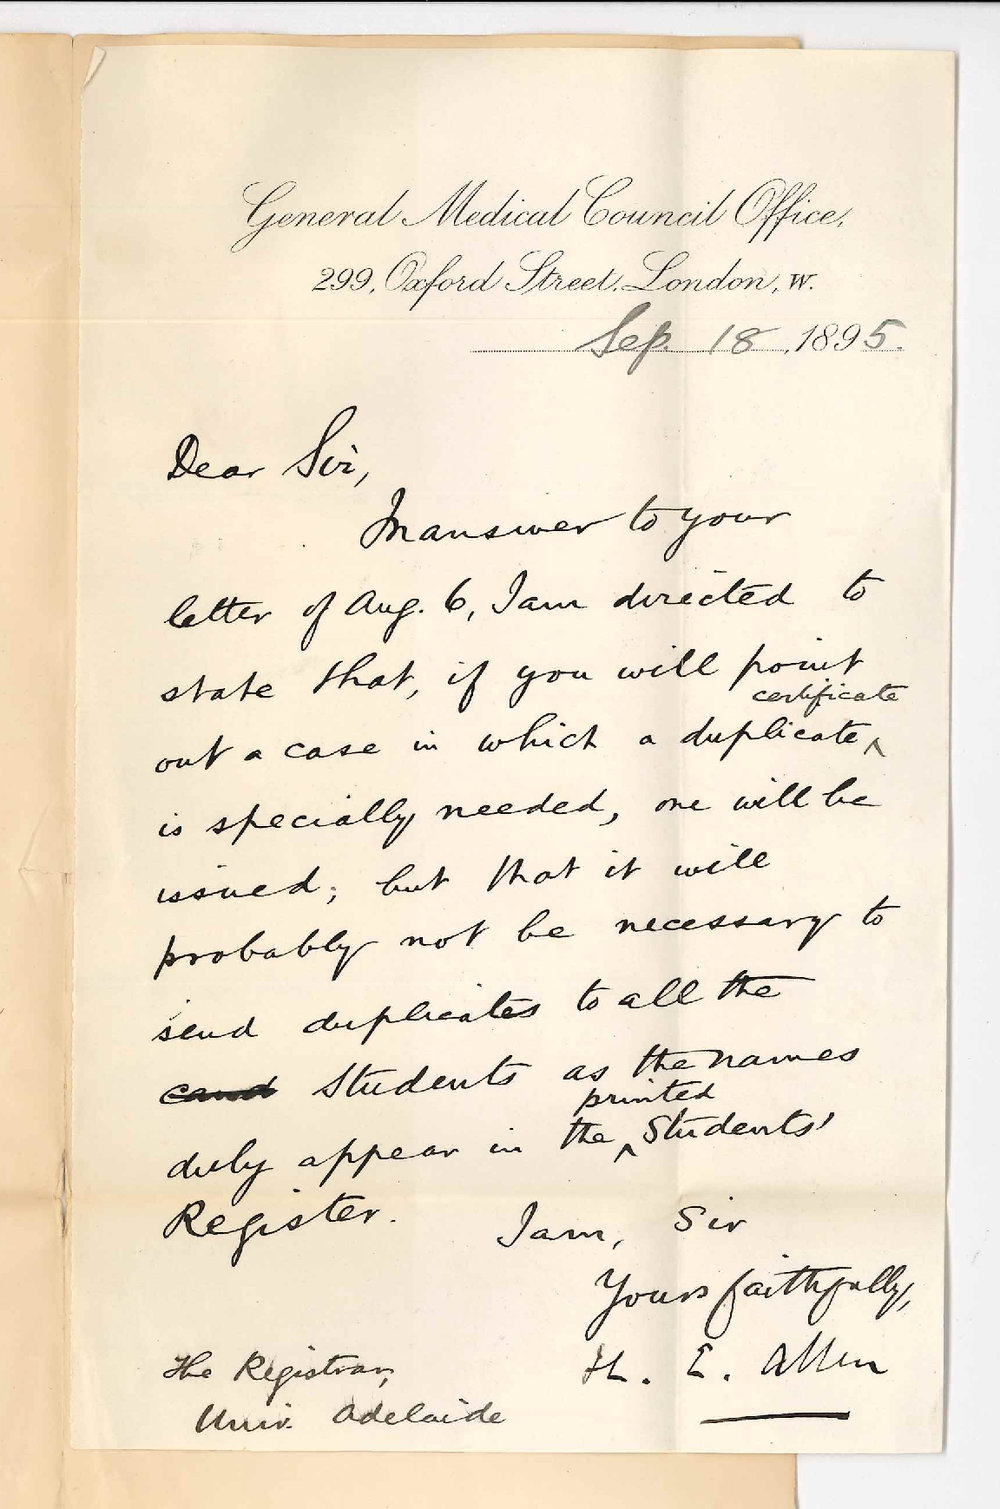 General Medical Council Office,
299, Oxford Street, London, W.
Sep. 18, 1895.
Dear Sir,
In answer to your
letter of Aug. 6, I am directed to
state that, if you will point
out a case in which a duplicate ^certificate
is specially needed, one will be
issued; but that it will
probably not be necessary to
send duplicates to all the
cand Students as the names
duly appear in the ^printed Students'
Register.
I am, Sir
Yours faithfully,
H. E. Allen
The Registrar,
Univ. Adelaide